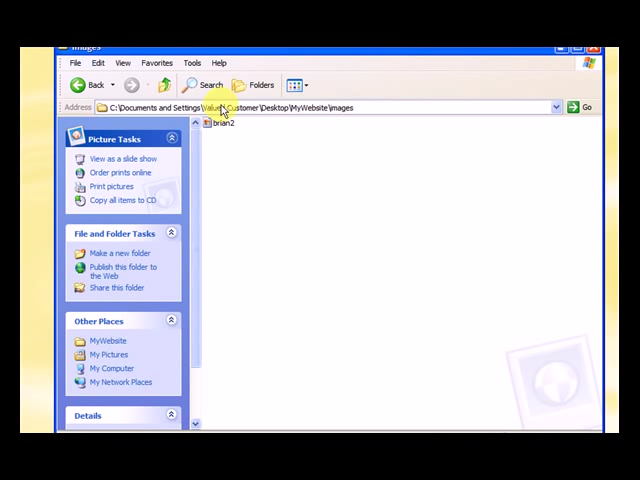 Images
File Edit View Favorites Tools Help
Back Search Folders
Address C:\Documents and Settings\Valued Customer\Desktop\MyWebsite\images Go
brian2
Picture Tasks
View as a slide show
Order prints online
Print pictures
Copy all items to CD
File and Folder Tasks
Make a new folder
Publish this folder to
the Web
Share this folder
Other Places
MyWebsite
My Pictures
My Computer
My Network Places
Details